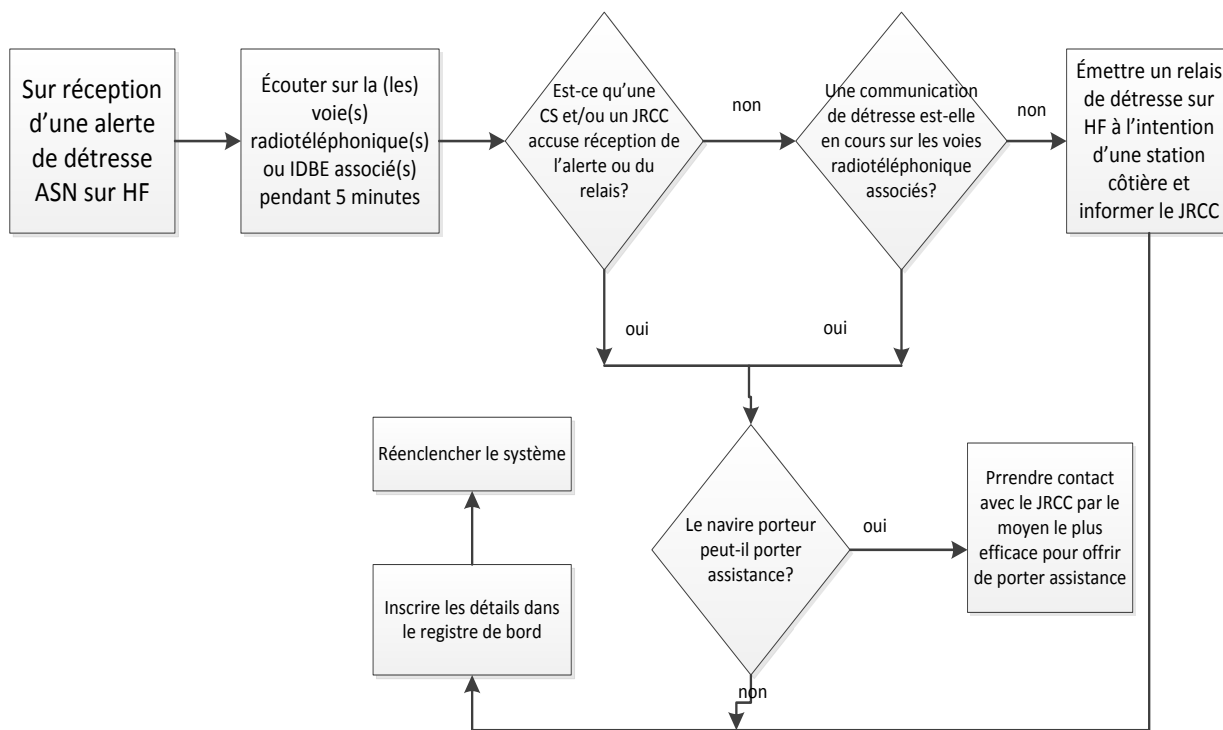 Sur réception
d'une alerte
de détresse
ASN sur HF
Écouter sur la (les)
voie(s)
radiotéléphonique(s)
ou IDBE associé(s)
pendant 5 minutes
Est-ce qu'une
CS et/ou un JRCC
accuse réception de
l'alerte ou du
relais?
non
Une communication
de détresse est-elle
en cours sur les voies
radiotéléphonique
associés?
non
Émettre un relais
de détresse sur
HF à l'intention
d'une station
côtière et
informer le JRCC
oui
oui
Réenclencher le système
Le navire porteur
peut-il porter
assistance?
oui
Prrendre contact
avec le JRCC par le
moyen le plus
efficace pour offrir
de porter assistance
Inscrire les détails dans
le registre de bord
non